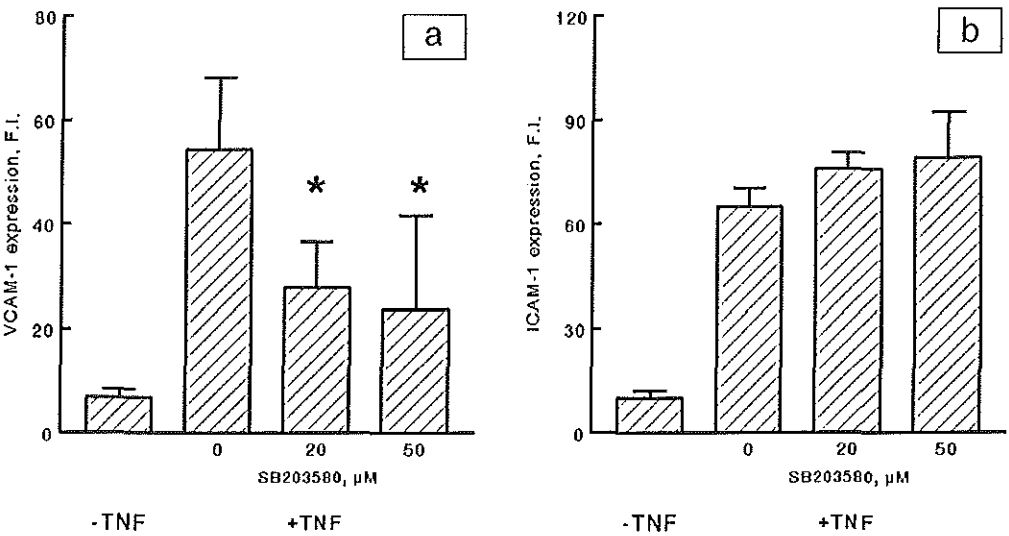 a
80
60
40
20
0
VCAM-1 expression, F.I.
*
*
0 20 50
SB203580, µM
-TNF +TNF
b
120
90
60
30
0
ICAM-1 expression, F.I.
0 20 50
SB203580, µM
-TNF +TNF